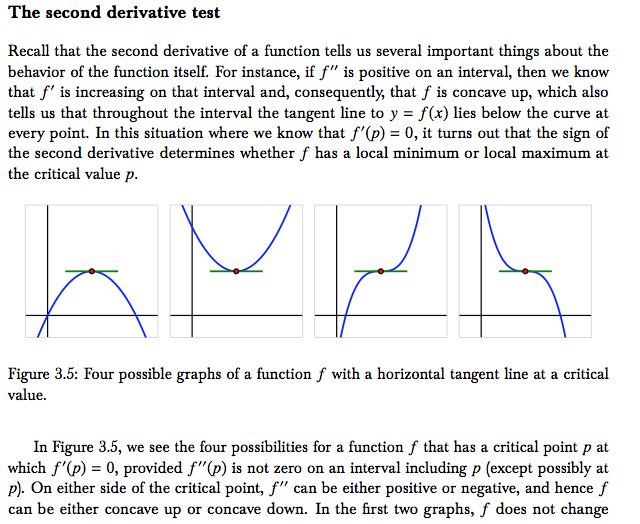 The second derivative test
Recall that the second derivative of a function tells us several important things about the
behavior of the function itself. For instance, if f″ is positive on an interval, then we know
that f′ is increasing on that interval and, consequently, that f is concave up, which also
tells us that throughout the interval the tangent line to y = f(x) lies below the curve at
every point. In this situation where we know that f′(p) = 0, it turns out that the sign of
the second derivative determines whether f has a local minimum or local maximum at
the critical value p.
Figure 3.5: Four possible graphs of a function f with a horizontal tangent line at a critical
value.
In Figure 3.5, we see the four possibilities for a function f that has a critical point p at
which f′(p) = 0, provided f″(p) is not zero on an interval including p (except possibly at
p). On either side of the critical point, f″ can be either positive or negative, and hence f
can be either concave up or concave down. In the first two graphs, f does not change